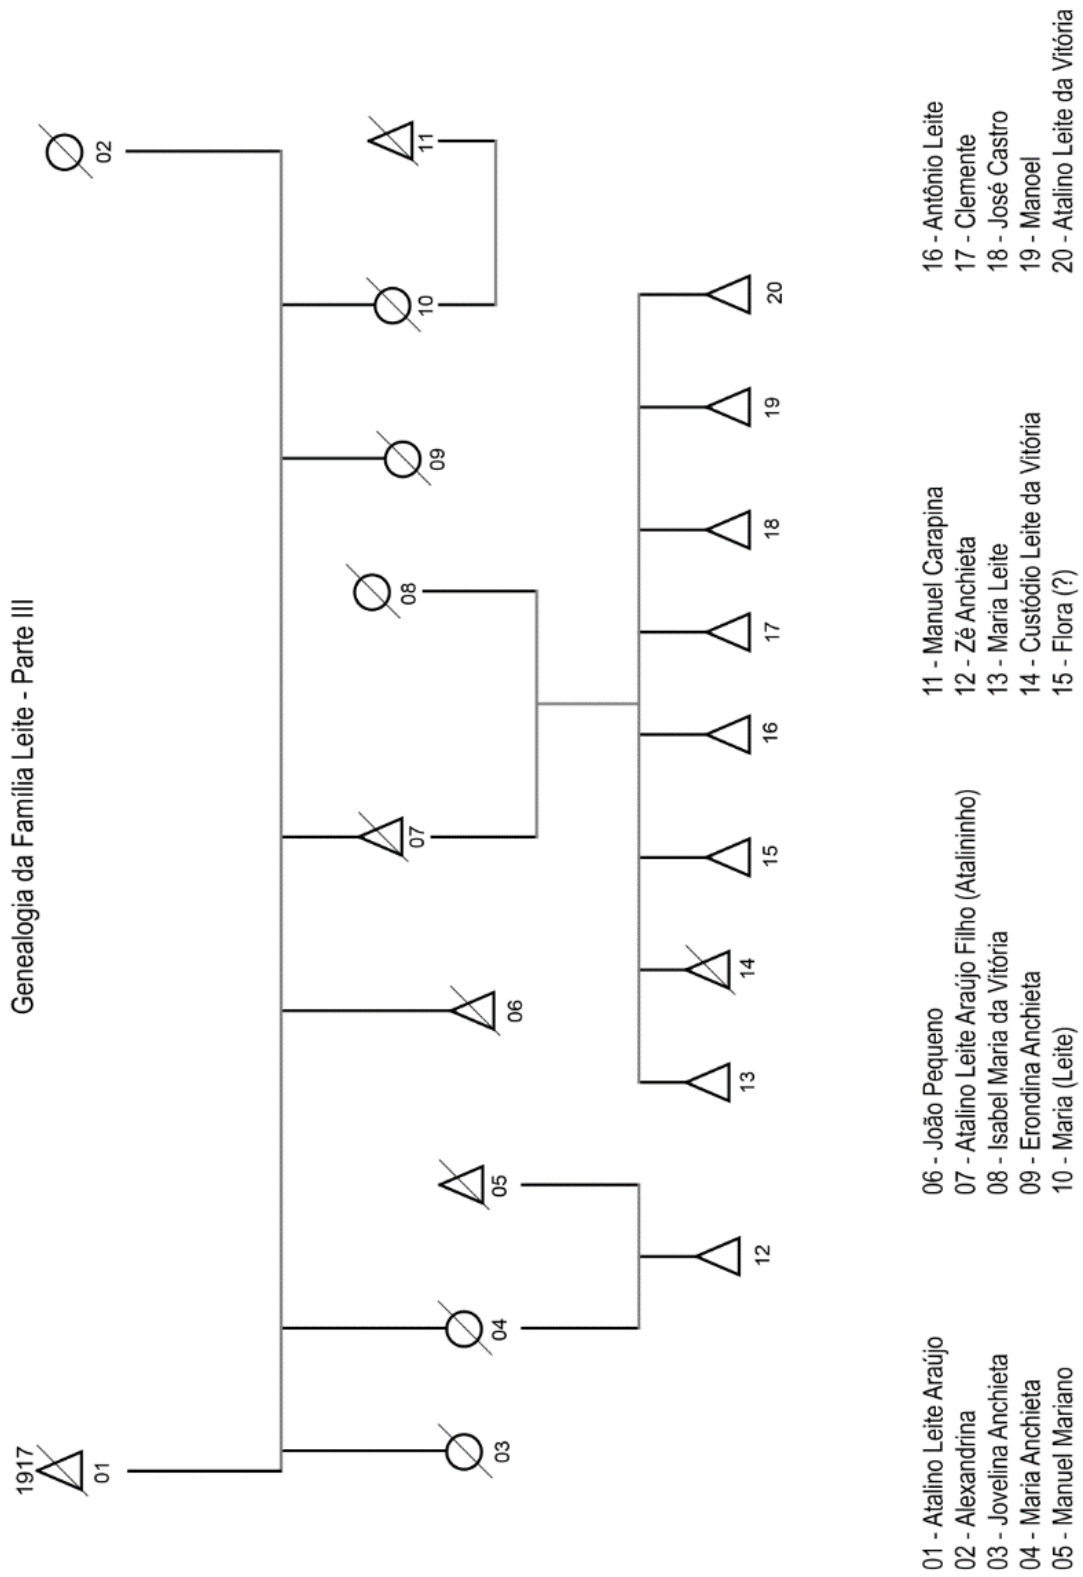 Genealogia da Família Leite - Parte III
1917
01
02
03
04
05
06
07
08
09
10
11
12
13
14
15
16
17
18
19
20
01 - Atalino Leite Araújo
02 - Alexandrina
03 - Jovelina Anchieta
04 - Maria Anchieta
05 - Manuel Mariano
06 - João Pequeno
07 - Atalino Leite Araújo Filho (Atalininho)
08 - Isabel Maria da Vitória
09 - Erondina Anchieta
10 - Maria (Leite)
11 - Manuel Carapina
12 - Zé Anchieta
13 - Maria Leite
14 - Custódio Leite da Vitória
15 - Flora (?)
16 - Antônio Leite
17 - Clemente
18 - José Castro
19 - Manoel
20 - Atalino Leite da Vitória